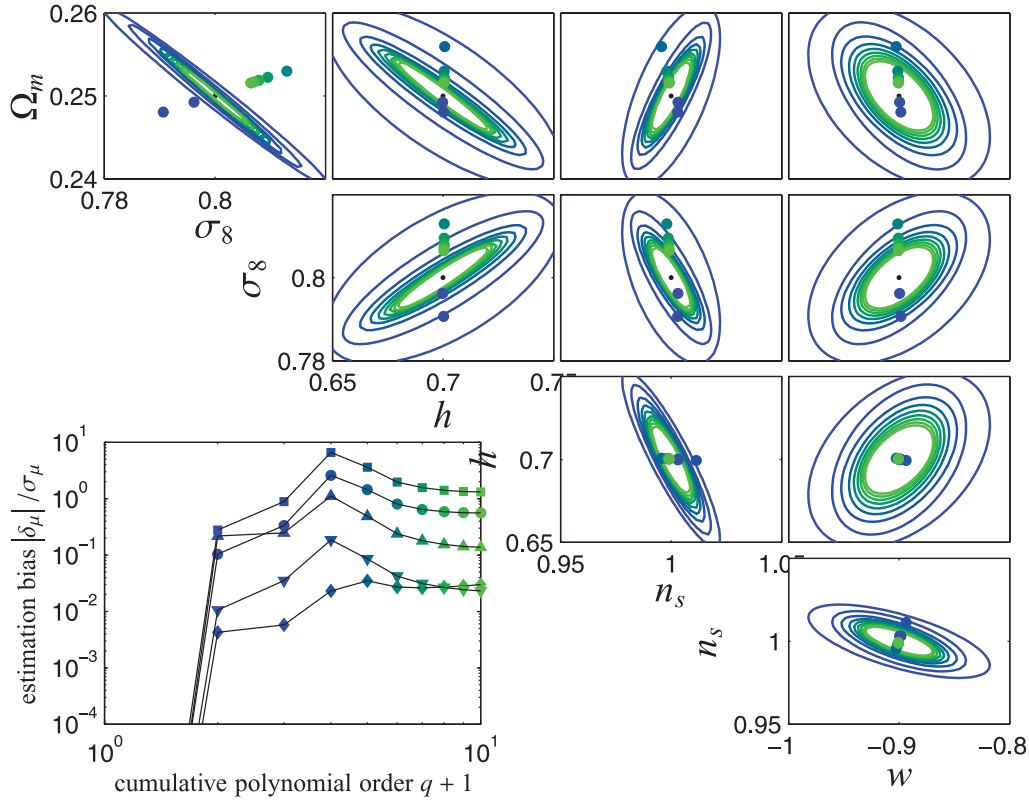 0.26
Ω_m
0.25
0.24
0.78
0.8
σ_8
σ_8
0.8
0.78
0.65
0.7
0.75
h
h
0.7
0.65
0.95
1
1.05
n_s
n_s
1
0.95
-1
-0.9
-0.8
w
estimation bias |δ_μ|/σ_μ
10^1
10^0
10^-1
10^-2
10^-3
10^-4
10^0
10^1
cumulative polynomial order q + 1